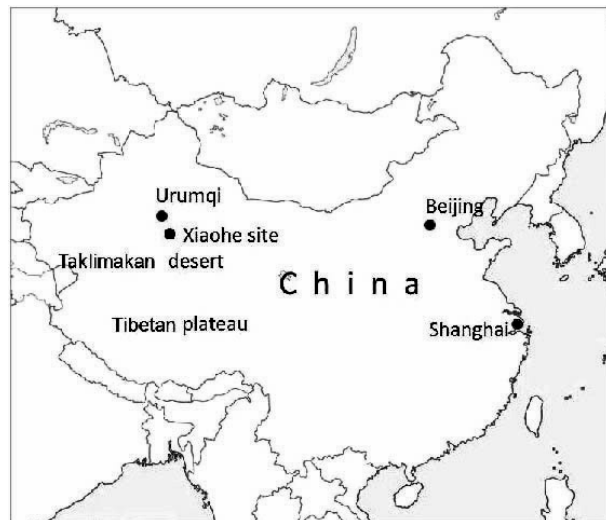 Urumqi
Beijing
Xiaohe site
Taklimakan desert
China
Tibetan plateau
Shanghai